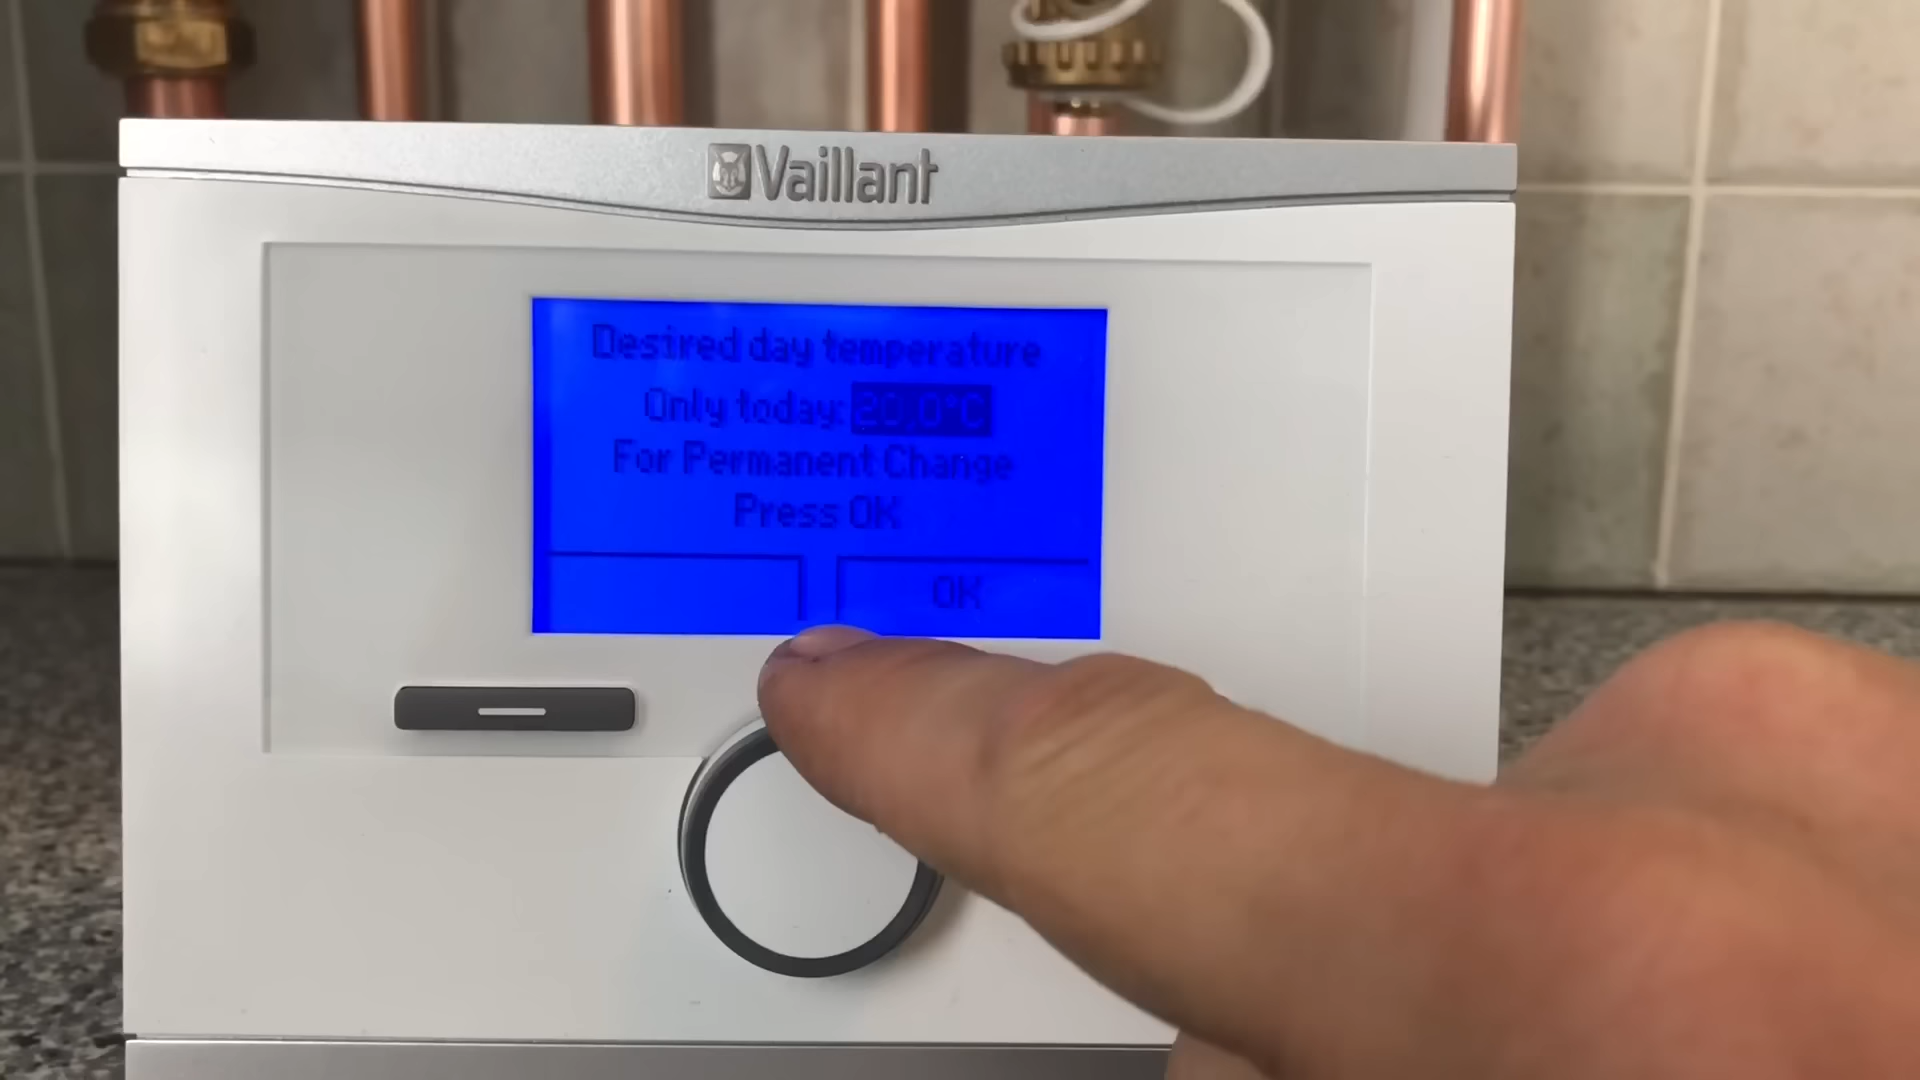 Vaillant
Desired day temperature
Only today: 20.0°C
For Permanent Change
Press OK
OK